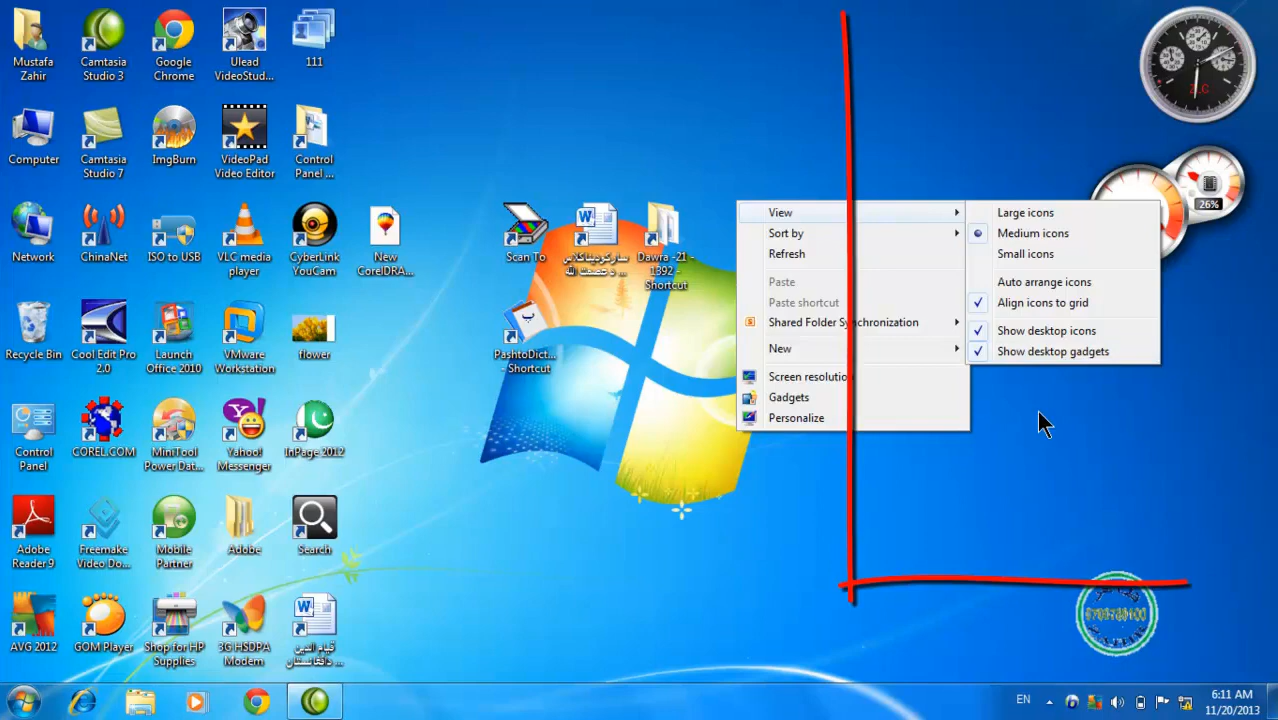 Mustafa
Zahir
Camtasia
Studio 3
Google
Chrome
Ulead
VideoStud...
111
Computer
Camtasia
Studio 7
ImgBurn
VideoPad
Video Editor
Control
Panel ...
Network
ChinaNet
ISO to USB
VLC media
player
CyberLink
YouCam
New
CorelDRA...
Scan To
Dawra -21 -
1392 -
Shortcut
Recycle Bin
Cool Edit Pro
2.0
Launch
Office 2010
VMware
Workstation
flower
PashtoDict...
- Shortcut
Control
Panel
COREL.COM
MiniTool
Power Dat...
Yahoo!
Messenger
InPage 2012
Adobe
Reader 9
Freemake
Video Do...
Mobile
Partner
Adobe
Search
AVG 2012
GOM Player
Shop for HP
Supplies
3G HSDPA
Modem
View
Sort by
Refresh
Paste
Paste shortcut
Shared Folder Synchronization
New
Screen resolution
Gadgets
Personalize
Large icons
Medium icons
Small icons
Auto arrange icons
Align icons to grid
Show desktop icons
Show desktop gadgets
26%
EN
6:11 AM
11/20/2013